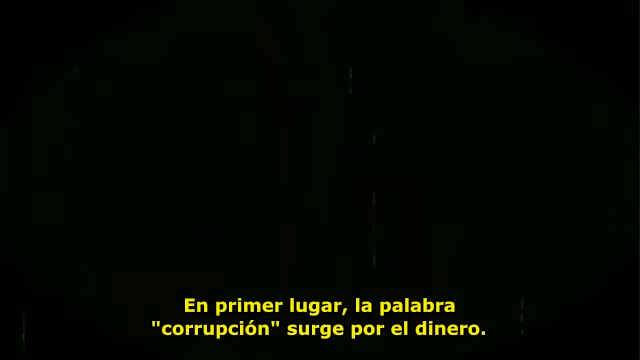 En primer lugar, la palabra
"corrupción" surge por el dinero.